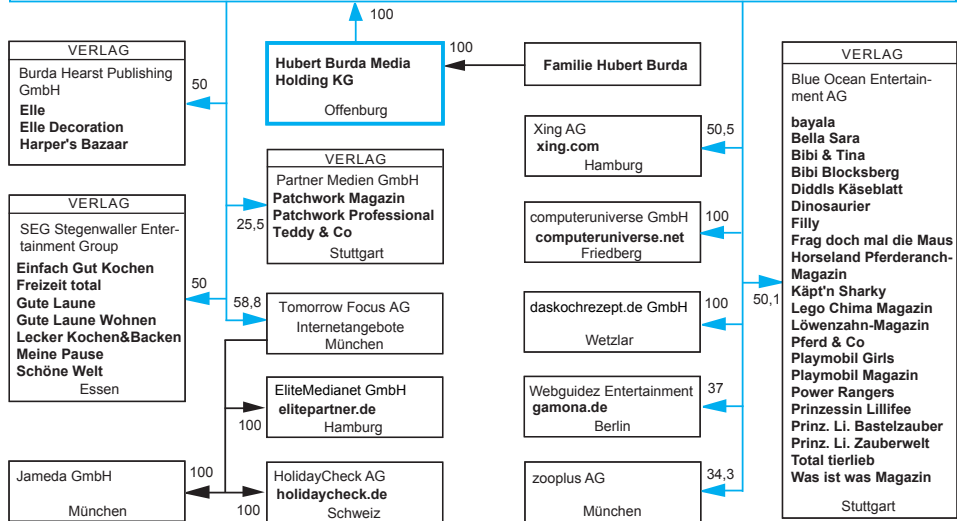 100
VERLAG
Burda Hearst Publishing
GmbH
Elle
Elle Decoration
Harper's Bazaar
50
Hubert Burda Media
Holding KG
Offenburg
100
Familie Hubert Burda
VERLAG
Partner Medien GmbH
Patchwork Magazin
Patchwork Professional
Teddy & Co
Stuttgart
25,5
VERLAG
SEG Stegenwaller Enter-
tainment Group
Einfach Gut Kochen
Freizeit total
Gute Laune
Gute Laune Wohnen
Lecker Kochen&Backen
Meine Pause
Schöne Welt
Essen
50
58,8
Tomorrow Focus AG
Internetangebote
München
EliteMedianet GmbH
elitepartner.de
Hamburg
100
Jameda GmbH
München
100
HolidayCheck AG
holidaycheck.de
Schweiz
100
Xing AG
xing.com
Hamburg
50,5
computeruniverse GmbH
computeruniverse.net
Friedberg
100
daskochrezept.de GmbH
Wetzlar
100
Webguidez Entertainment
gamona.de
Berlin
37
zooplus AG
München
34,3
50,1
VERLAG
Blue Ocean Entertain-
ment AG
bayala
Bella Sara
Bibi & Tina
Bibi Blocksberg
Diddls Käseblatt
Dinosaurier
Filly
Frag doch mal die Maus
Horseland Pferderanch-
Magazin
Käpt'n Sharky
Lego Chima Magazin
Löwenzahn-Magazin
Pferd & Co
Playmobil Girls
Playmobil Magazin
Power Rangers
Prinzessin Lillifee
Prinz. Li. Bastelzauber
Prinz. Li. Zauberwelt
Total tierlieb
Was ist was Magazin
Stuttgart